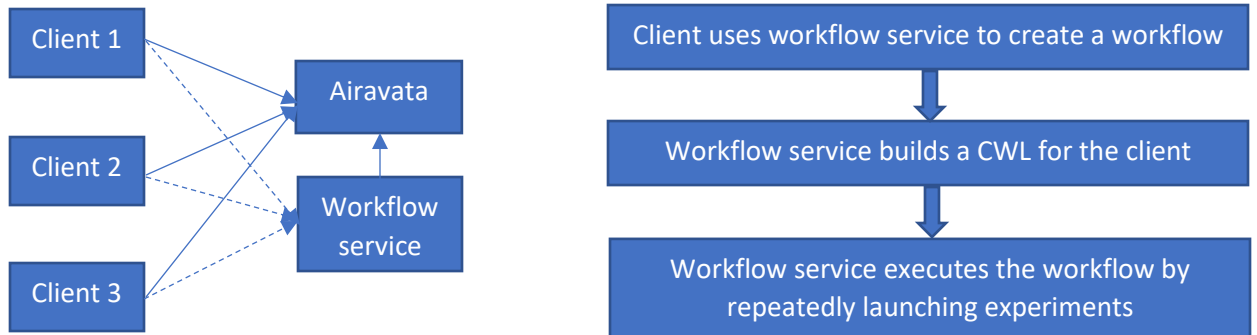 Client 1
Client 2
Client 3
Airavata
Workflow
service
Client uses workflow service to create a workflow
Workflow service builds a CWL for the client
Workflow service executes the workflow by
repeatedly launching experiments